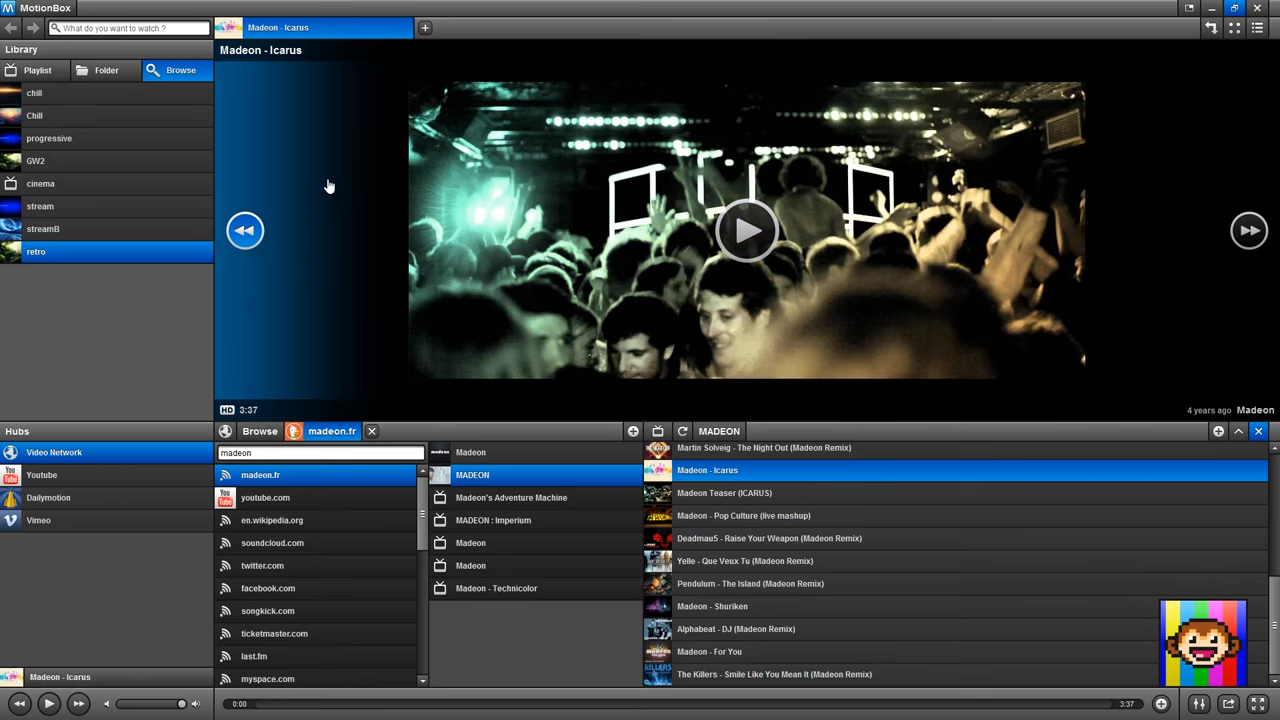 MotionBox
What do you want to watch ?
Madeon - Icarus
Library
Madeon - Icarus
Playlist
Folder
Browse
chill
Chill
progressive
GW2
cinema
stream
streamB
retro
HD 3:37
4 years ago Madeon
Hubs
Browse
madeon.fr
MADEON
Video Network
Youtube
Dailymotion
Vimeo
madeon
madeon.fr
youtube.com
en.wikipedia.org
soundcloud.com
twitter.com
facebook.com
songkick.com
ticketmaster.com
last.fm
myspace.com
Madeon
MADEON
Madeon's Adventure Machine
MADEON : Imperium
Madeon
Madeon
Madeon - Technicolor
Martin Solveig - The Night Out (Madeon Remix)
Madeon - Icarus
Madeon Teaser (ICARUS)
Madeon - Pop Culture (live mashup)
Deadmau5 - Raise Your Weapon (Madeon Remix)
Yelle - Que Veux Tu (Madeon Remix)
Pendulum - The Island (Madeon Remix)
Madeon - Shuriken
Alphabeat - DJ (Madeon Remix)
Madeon - For You
The Killers - Smile Like You Mean It (Madeon Remix)
Madeon - Icarus
0:00
3:37